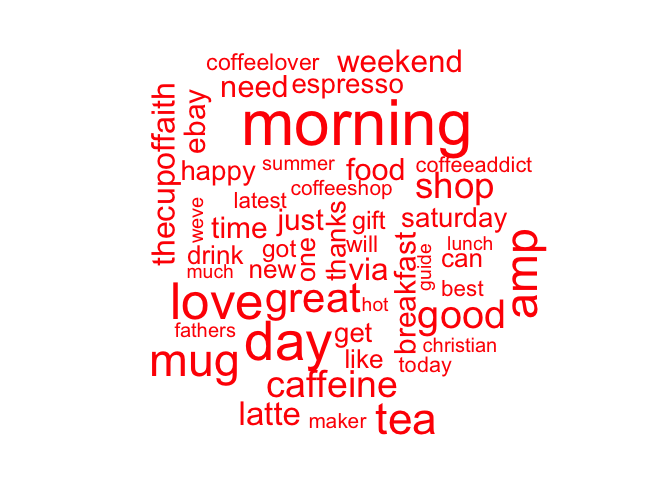 coffeelover weekend
need espresso
thecupoffaith ebay morning
happy summer food coffeeaddict
coffeeshop shop
weve latest
time just thanks gift saturday
drink got one will lunch
much new via breakfast guide can
best amp
love great hot good
fathers day get christian
mug like today
caffeine
latte maker tea